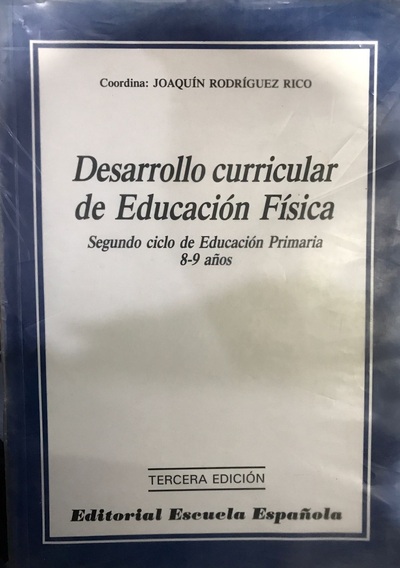 Coordina: JOAQUÍN RODRÍGUEZ RICO
Desarrollo curricular
de Educación Física
Segundo ciclo de Educación Primaria
8-9 años
TERCERA EDICIÓN
Editorial Escuela Española